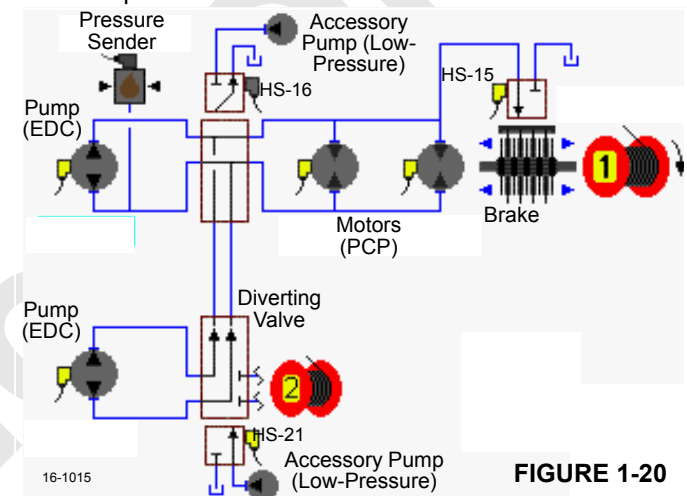 Pressure
Sender
Accessory
Pump (Low-
Pressure)
HS-16
HS-15
Pump
(EDC)
1
Brake
Motors
(PCP)
Diverting
Valve
Pump
(EDC)
2
HS-21
Accessory Pump
(Low-Pressure)
16-1015
FIGURE 1-20